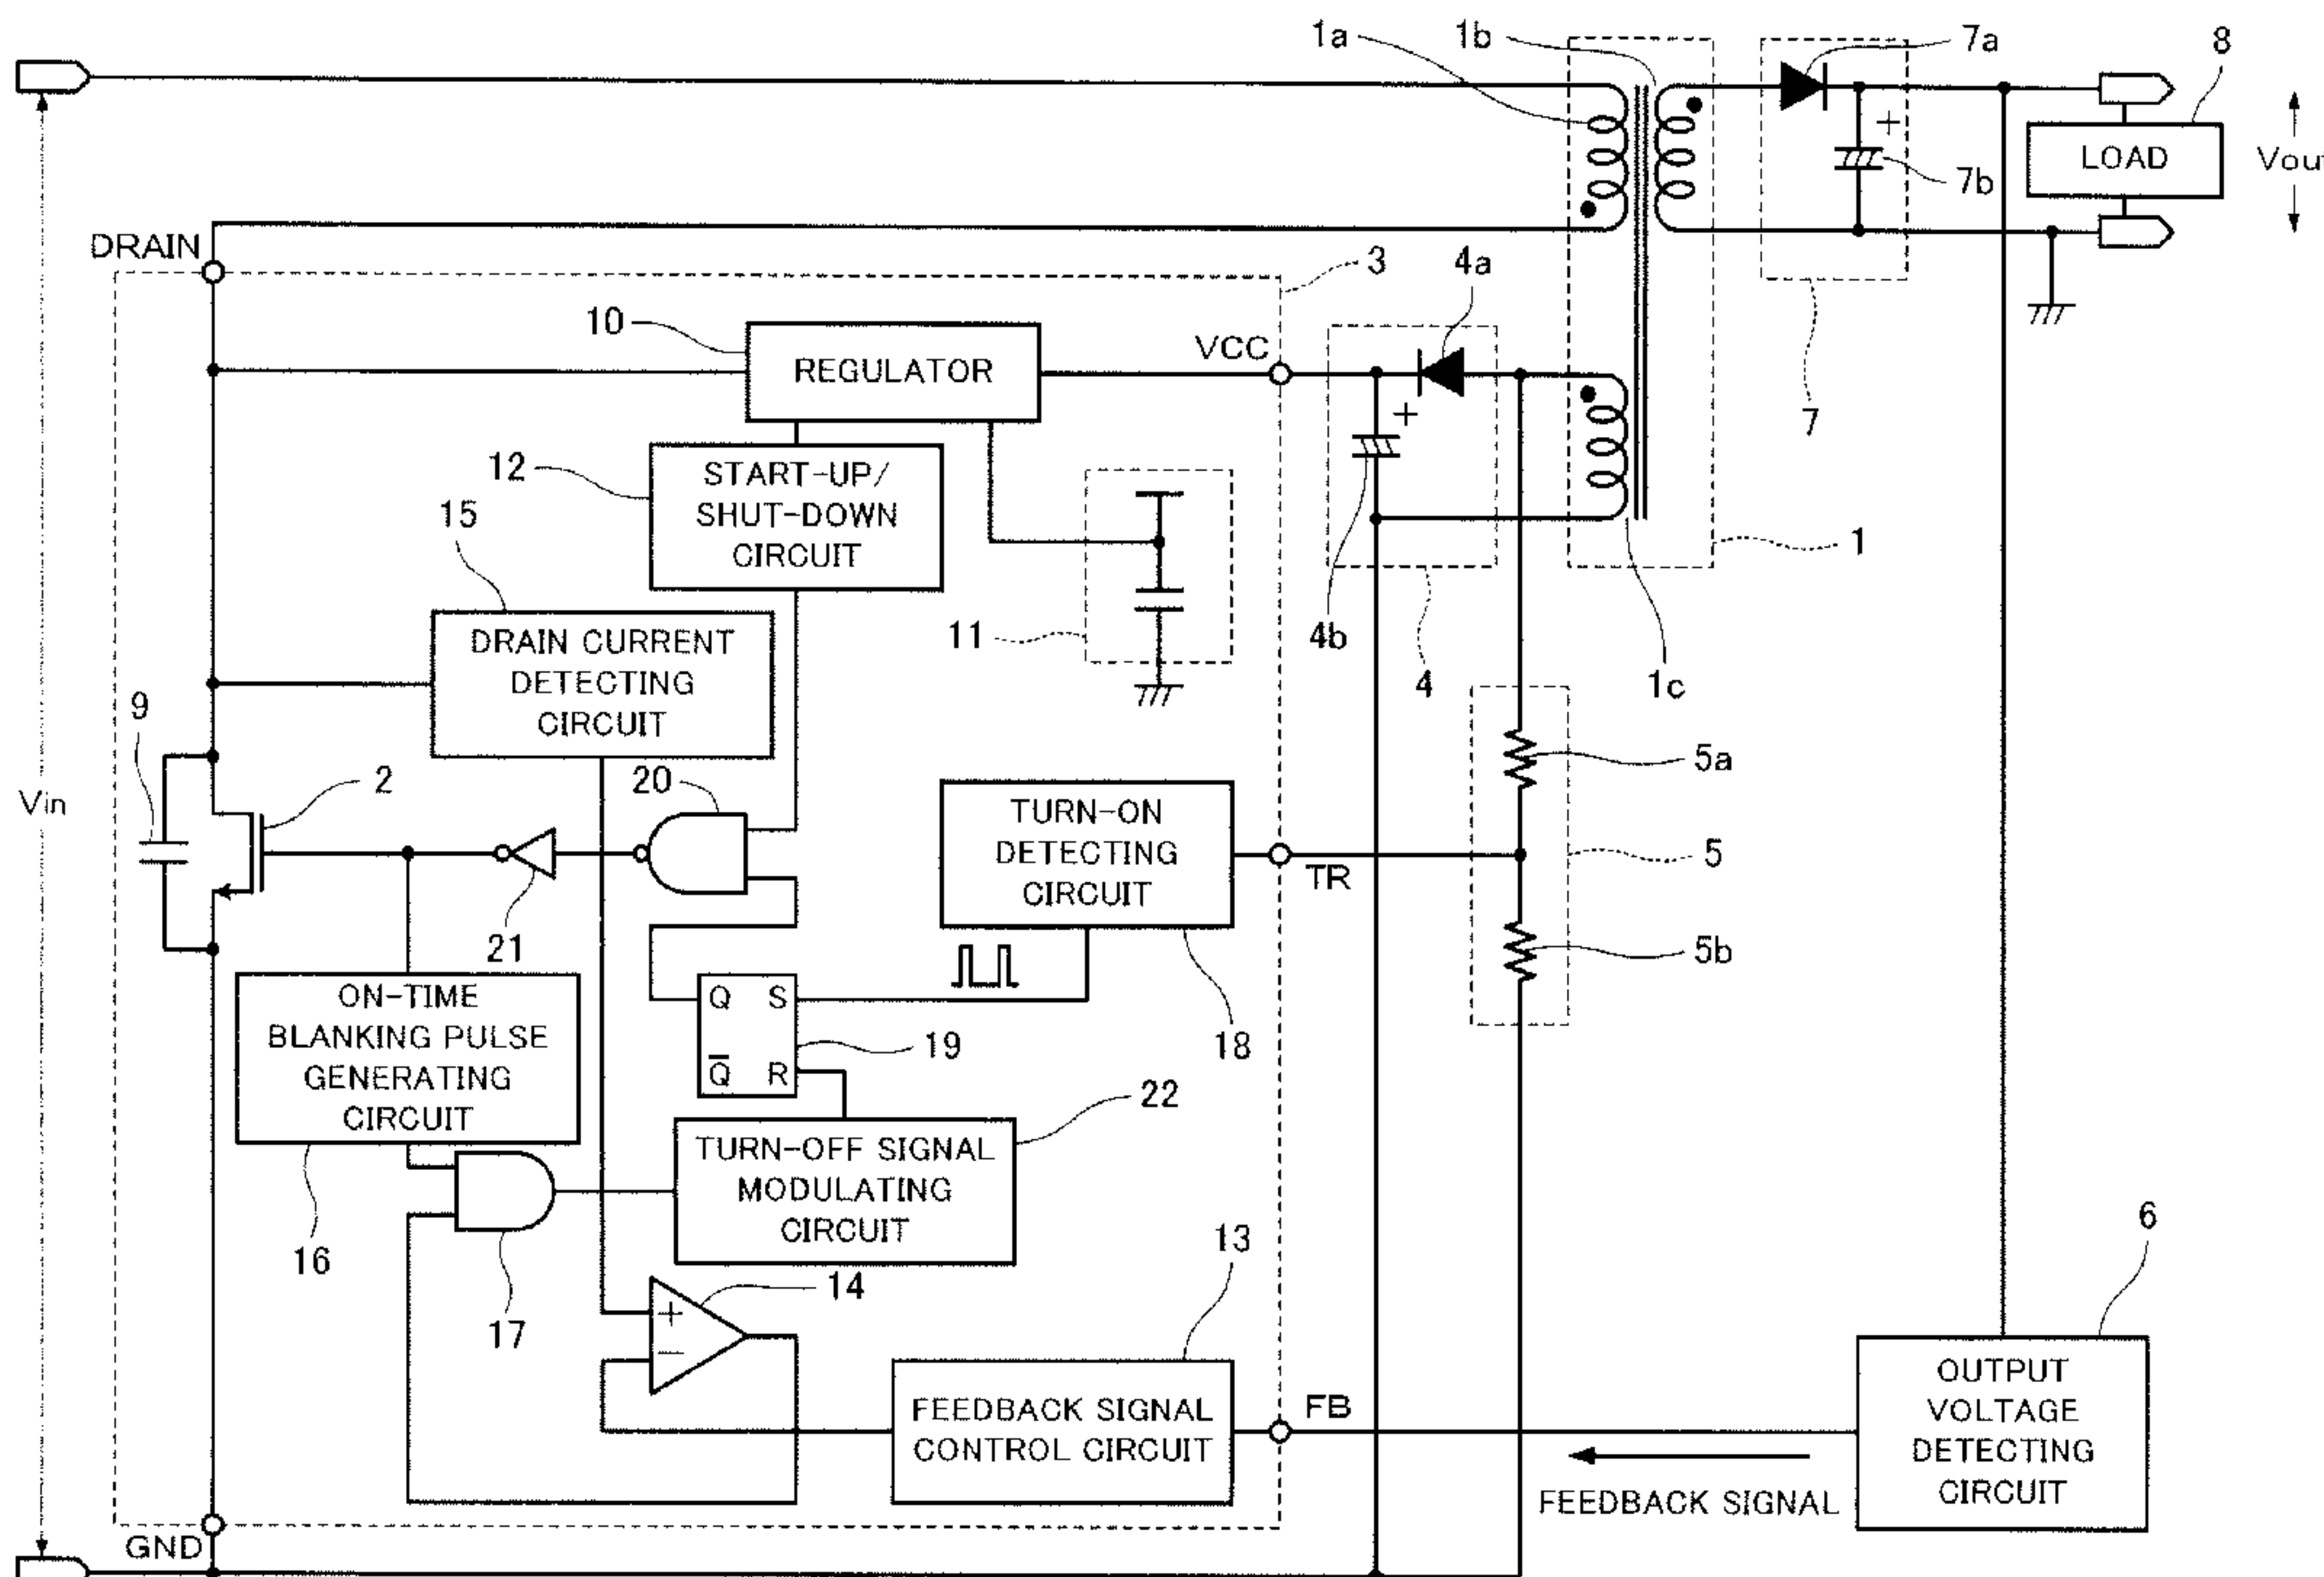 1a
1b
7a
8
+
7b
LOAD
Vout
DRAIN
3
4a
10
REGULATOR
VCC
+
7
12
START-UP/
SHUT-DOWN
CIRCUIT
15
1
DRAIN CURRENT
DETECTING
CIRCUIT
11
4b
4
1c
9
2
20
5a
Vin
TURN-ON
DETECTING
CIRCUIT
TR
5
21
5b
ON-TIME
BLANKING PULSE
GENERATING
CIRCUIT
Q S
19
18
Q̅ R
22
TURN-OFF SIGNAL
MODULATING
CIRCUIT
16
17
14
13
6
+
−
FEEDBACK SIGNAL
CONTROL CIRCUIT
FB
OUTPUT
VOLTAGE
DETECTING
CIRCUIT
FEEDBACK SIGNAL
GND